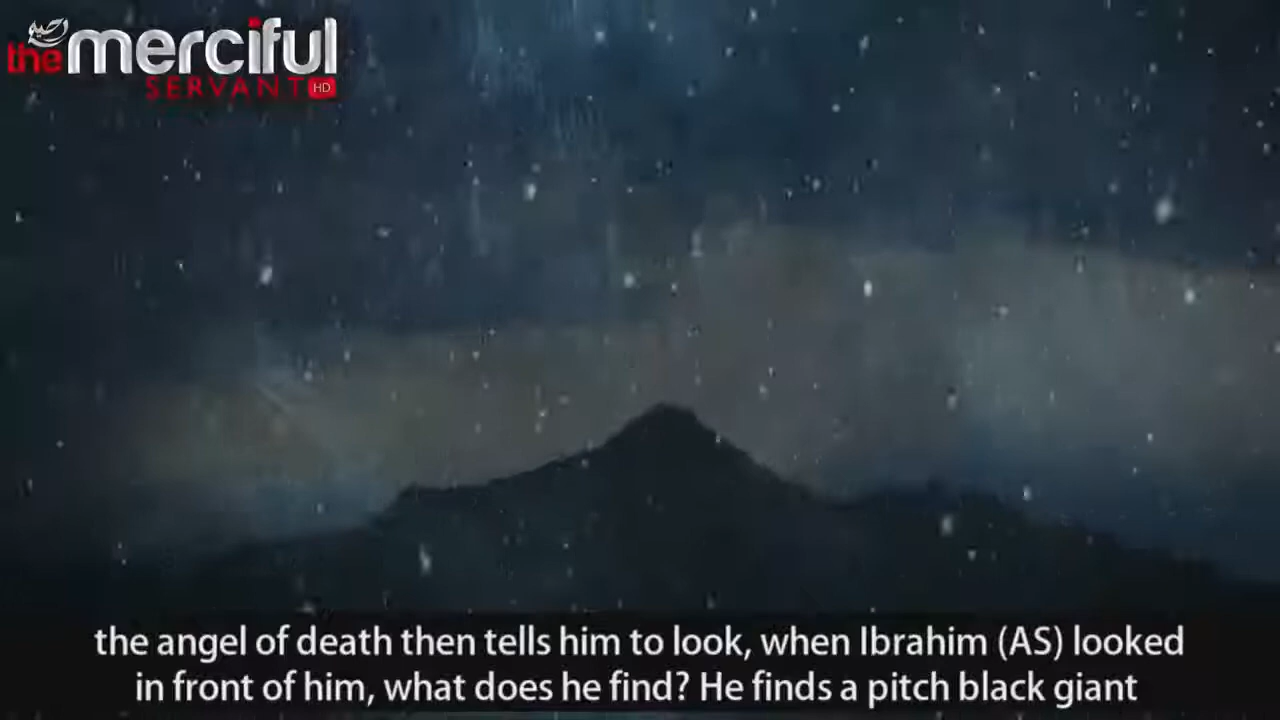 the merciful
SERVANT HD
the angel of death then tells him to look, when Ibrahim (AS) looked
in front of him, what does he find? He finds a pitch black giant